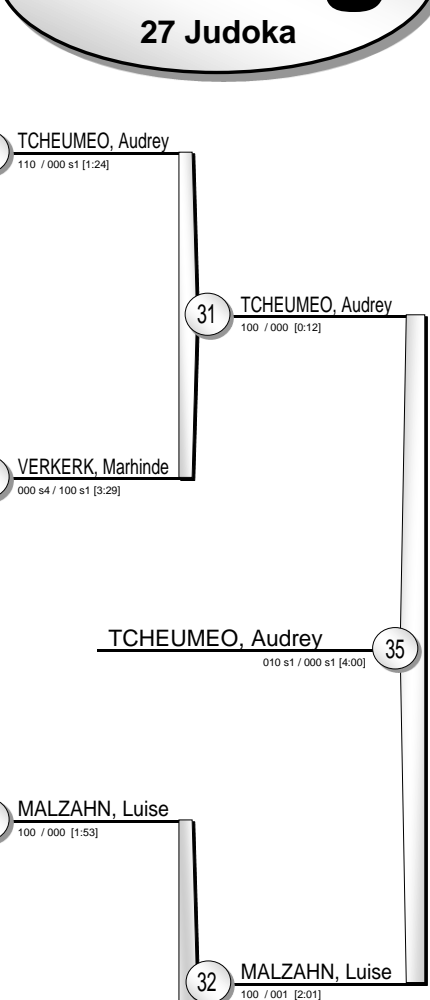 27 Judoka
TCHEUMEO, Audrey
110 / 000 s1 [1:24]
31
TCHEUMEO, Audrey
100 / 000 [0:12]
VERKERK, Marhinde
000 s4 / 100 s1 [3:29]
TCHEUMEO, Audrey
010 s1 / 000 s1 [4:00]
35
MALZAHN, Luise
100 / 000 [1:53]
32
MALZAHN, Luise
100 / 001 [2:01]